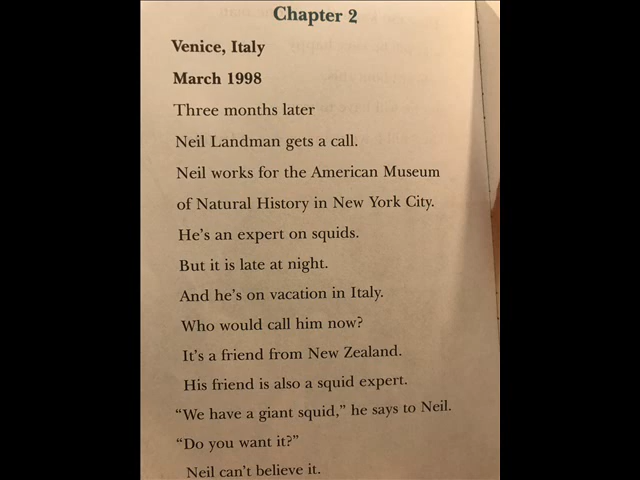 Chapter 2
Venice, Italy
March 1998
Three months later
Neil Landman gets a call.
Neil works for the American Museum
of Natural History in New York City.
He's an expert on squids.
But it is late at night.
And he's on vacation in Italy.
Who would call him now?
It's a friend from New Zealand.
His friend is also a squid expert.
“We have a giant squid,” he says to Neil.
“Do you want it?”
Neil can't believe it.